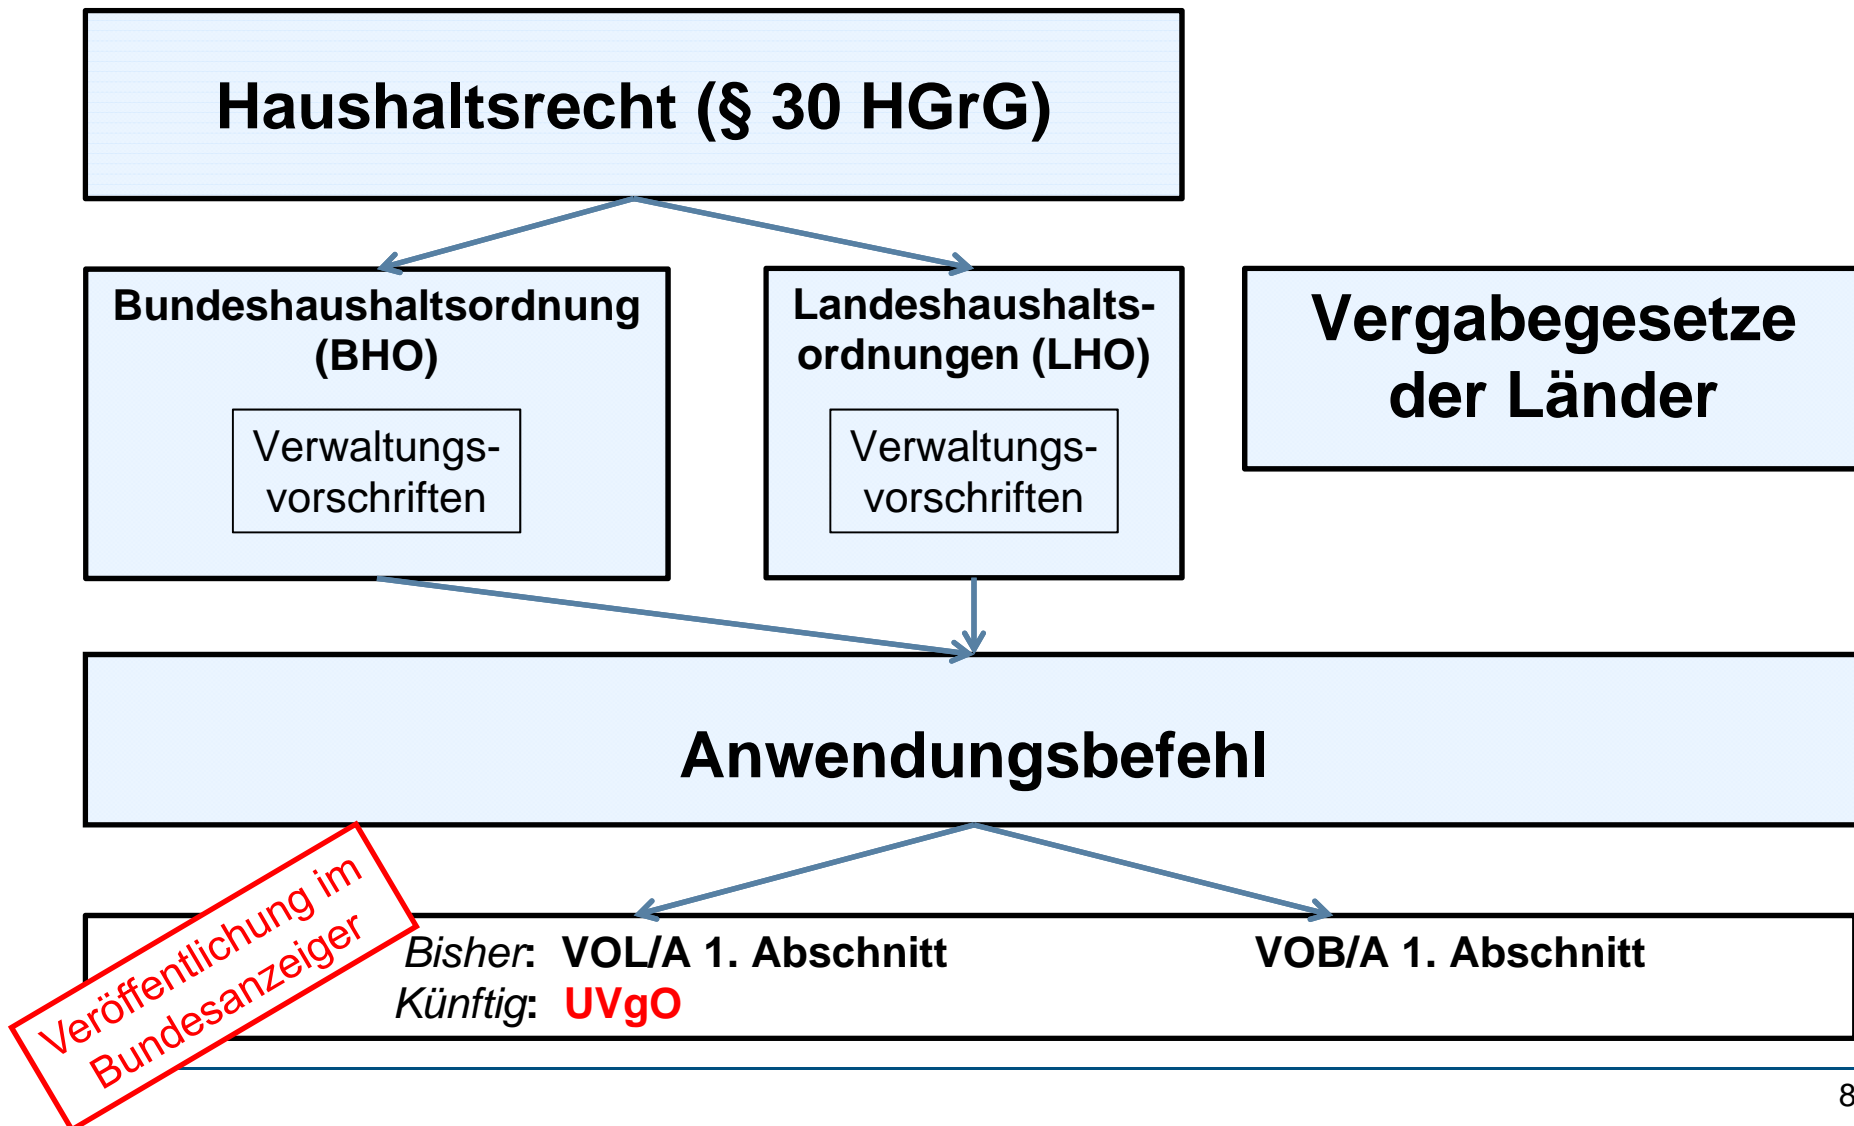 Haushaltsrecht (§ 30 HGrG)
Bundeshaushaltsordnung
(BHO)
Verwaltungs-
vorschriften
Landeshaushalts-
ordnungen (LHO)
Verwaltungs-
vorschriften
Vergabegesetze
der Länder
Anwendungsbefehl
Veröffentlichung im
Bundesanzeiger
Bisher: VOL/A 1. Abschnitt
Künftig: UVgO
VOB/A 1. Abschnitt
8